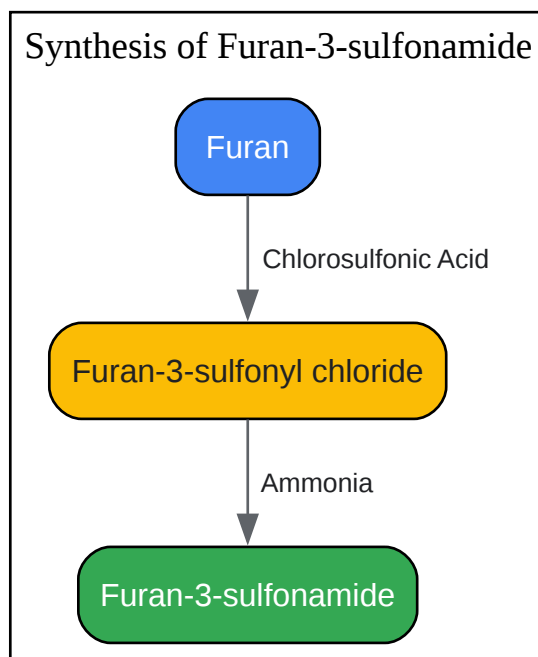 Synthesis of Furan-3-sulfonamide
Furan
Chlorosulfonic Acid
Furan-3-sulfonyl chloride
Ammonia
Furan-3-sulfonamide